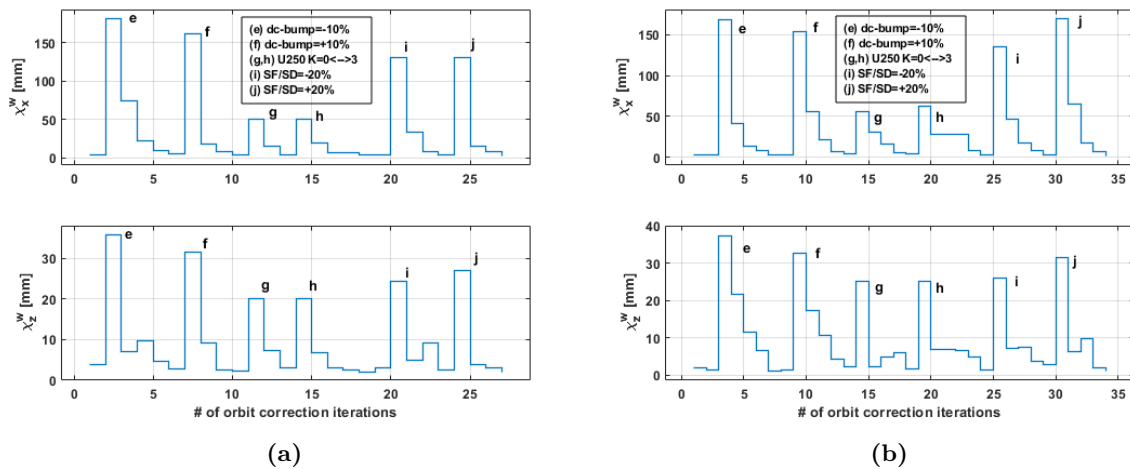 χ_x^w [mm]
150
100
50
0
0 5 10 15 20 25
e
f
g
h
i
j
(e) dc-bump=-10%
(f) dc-bump=+10%
(g,h) U250 K=0<-->3
(i) SF/SD=-20%
(j) SF/SD=+20%
χ_z^w [mm]
30
20
10
0
0 5 10 15 20 25
e
f
g
h
i
j
# of orbit correction iterations
(a)
χ_x^w [mm]
150
100
50
0
0 5 10 15 20 25 30 35
e
f
g
h
i
j
(e) dc-bump=-10%
(f) dc-bump=+10%
(g,h) U250 K=0<-->3
(i) SF/SD=-20%
(j) SF/SD=+20%
χ_z^w [mm]
40
30
20
10
0
0 5 10 15 20 25 30 35
e
f
g
h
i
j
# of orbit correction iterations
(b)